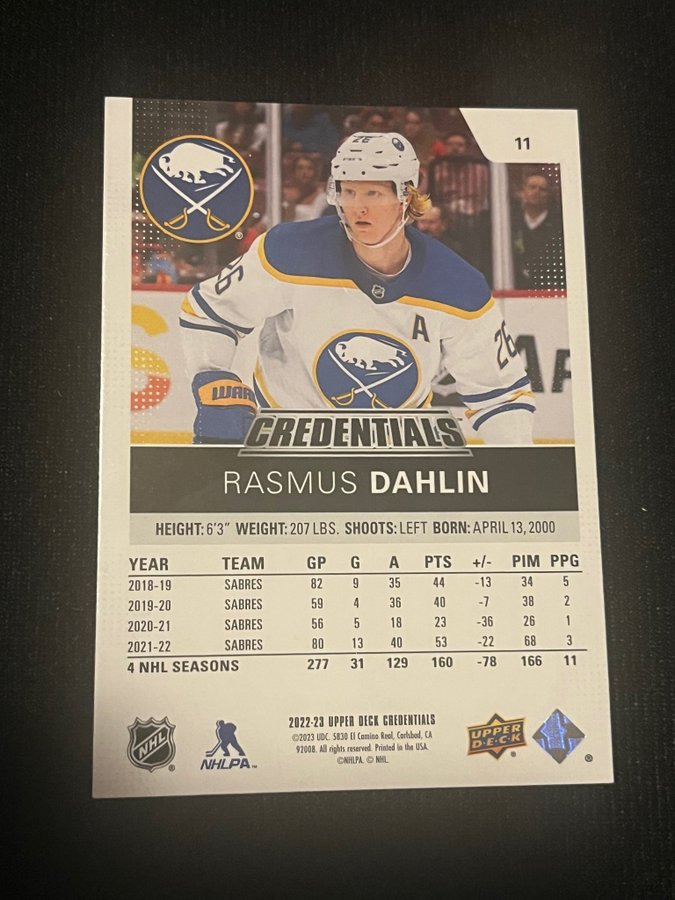 11
26
A
26
26
WAR
CREDENTIALS
RASMUS DAHLIN
HEIGHT: 6'3" WEIGHT: 207 LBS. SHOOTS: LEFT BORN: APRIL 13, 2000
YEAR TEAM GP G A PTS +/- PIM PPG
2018-19 SABRES 82 9 35 44 -13 34 5
2019-20 SABRES 59 4 36 40 -7 38 2
2020-21 SABRES 56 5 18 23 -36 26 1
2021-22 SABRES 80 13 40 53 -22 68 3
4 NHL SEASONS 277 31 129 160 -78 166 11
NHL
NHLPA™
2022-23 UPPER DECK CREDENTIALS
©2023 UDC. 5830 El Camino Real, Carlsbad, CA
92008. All rights reserved. Printed in the USA.
©NHLPA. © NHL.
UPPER
D·E·C·K
®
®